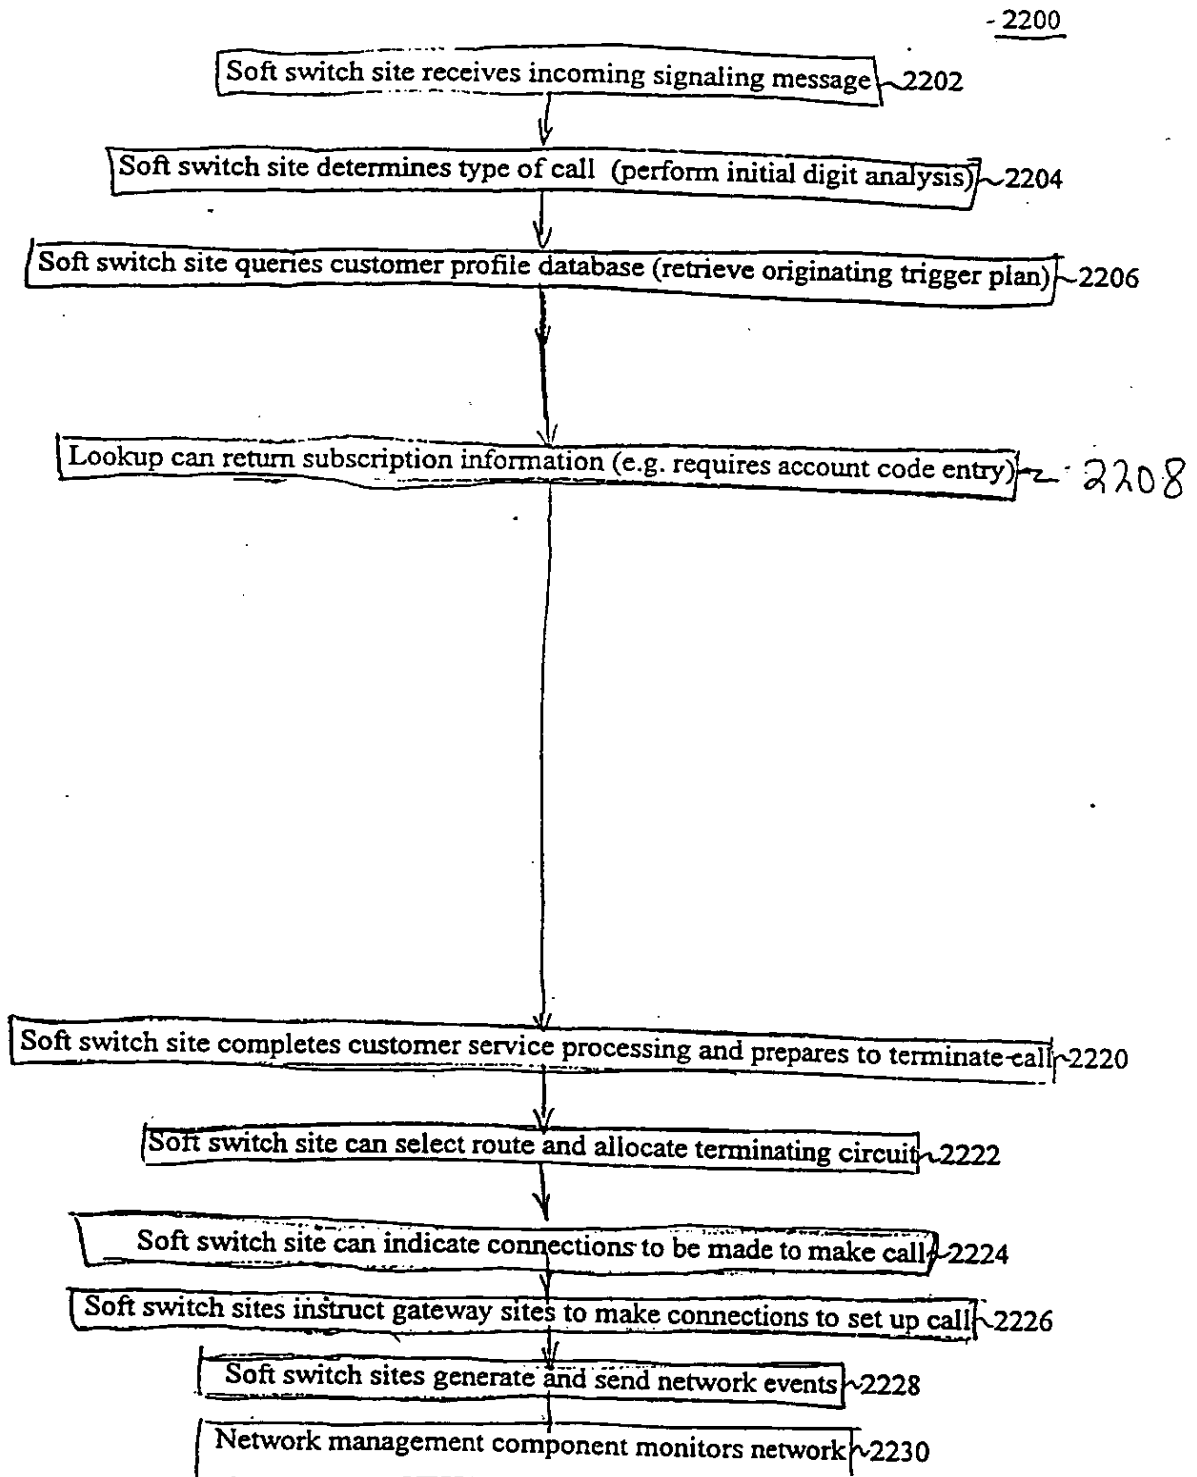 2200
Soft switch site receives incoming signaling message 2202
Soft switch site determines type of call (perform initial digit analysis) 2204
Soft switch site queries customer profile database (retrieve originating trigger plan) 2206
Lookup can return subscription information (e.g. requires account code entry) 2208
Soft switch site completes customer service processing and prepares to terminate call 2220
Soft switch site can select route and allocate terminating circuit 2222
Soft switch site can indicate connections to be made to make call 2224
Soft switch sites instruct gateway sites to make connections to set up call 2226
Soft switch sites generate and send network events 2228
Network management component monitors network 2230